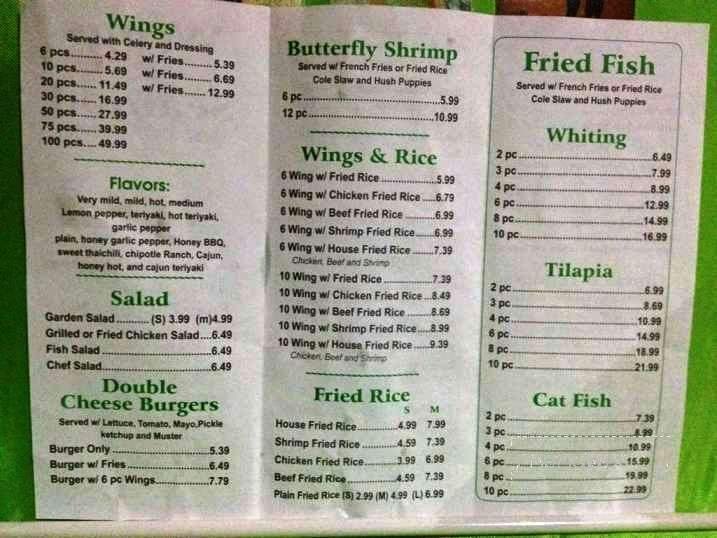 Wings
Served with Celery and Dressing
6 pcs......... 4.29 w/ Fries......... 5.39
10 pcs........ 5.69 w/ Fries......... 6.69
20 pcs........ 11.49 w/ Fries........ 12.99
30 pcs..... 16.99
50 pcs..... 27.99
75 pcs..... 39.99
100 pcs.... 49.99
Flavors:
Very mild, mild, hot, medium
Lemon pepper, teriyaki, hot teriyaki,
garlic pepper
plain, honey garlic pepper, Honey BBQ,
sweet thaichili, chipotle Ranch, Cajun,
honey hot, and cajun teriyaki
Salad
Garden Salad .......... (S) 3.99 (m)4.99
Grilled or Fried Chicken Salad....6.49
Fish Salad ..................................6.49
Chef Salad..................................6.49
Double
Cheese Burgers
Served w/ Lettuce, Tomato, Mayo,Pickle
ketchup and Muster
Burger Only ............................ 5.39
Burger w/ Fries........................ 6.49
Burger w/ 6 pc Wings................7.79
Butterfly Shrimp
Served w/ French Fries or Fried Rice
Cole Slaw and Hush Puppies
6 pc...............................................5.99
12 pc...........................................10.99
Wings & Rice
6 Wing w/ Fried Rice ..................5.99
6 Wing w/ Chicken Fried Rice .....6.79
6 Wing w/ Beef Fried Rice ..........6.99
6 Wing w/ Shrimp Fried Rice.......6.99
6 Wing w/ House Fried Rice ........7.39
Chicken, Beef and Shrimp
10 Wing w/ Fried Rice ................7.39
10 Wing w/ Chicken Fried Rice ...8.49
10 Wing w/ Beef Fried Rice ........8.69
10 Wing w/ Shrimp Fried Rice.....8.99
10 Wing w/ House Fried Rice ......9.39
Chicken, Beef and Shrimp
Fried Rice
S M
House Fried Rice.............4.99 7.99
Shrimp Fried Rice ...........4.59 7.39
Chicken Fried Rice...........3.99 6.99
Beef Fried Rice................4.59 7.39
Plain Fried Rice (S) 2.99 (M) 4.99 (L) 6.99
Fried Fish
Served w/ French Fries or Fried Rice
Cole Slaw and Hush Puppies
Whiting
2 pc...............................................6.49
3 pc...............................................7.99
4 pc...............................................8.99
6 pc..............................................12.99
8 pc..............................................14.99
10 pc............................................16.99
Tilapia
2 pc...............................................6.99
3 pc...............................................8.69
4 pc..............................................10.99
6 pc..............................................14.99
8 pc..............................................18.99
10 pc............................................21.99
Cat Fish
2 pc...............................................7.39
3 pc...............................................8.99
4 pc..............................................10.99
6 pc..............................................15.99
8 pc..............................................19.99
10 pc............................................22.99